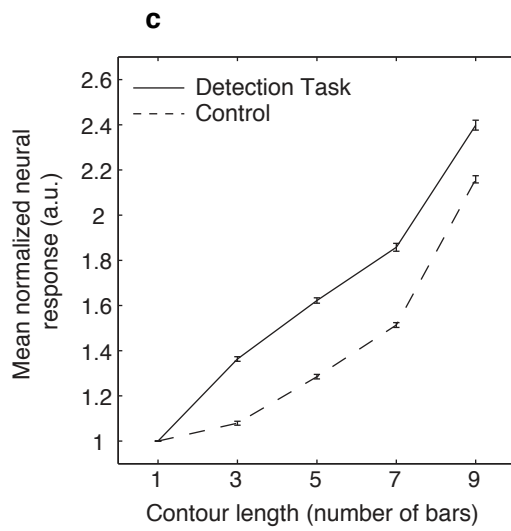 c
2.6
2.4
2.2
2
1.8
1.6
1.4
1.2
1
Detection Task
Control
Mean normalized neural
response (a.u.)
1 3 5 7 9
Contour length (number of bars)